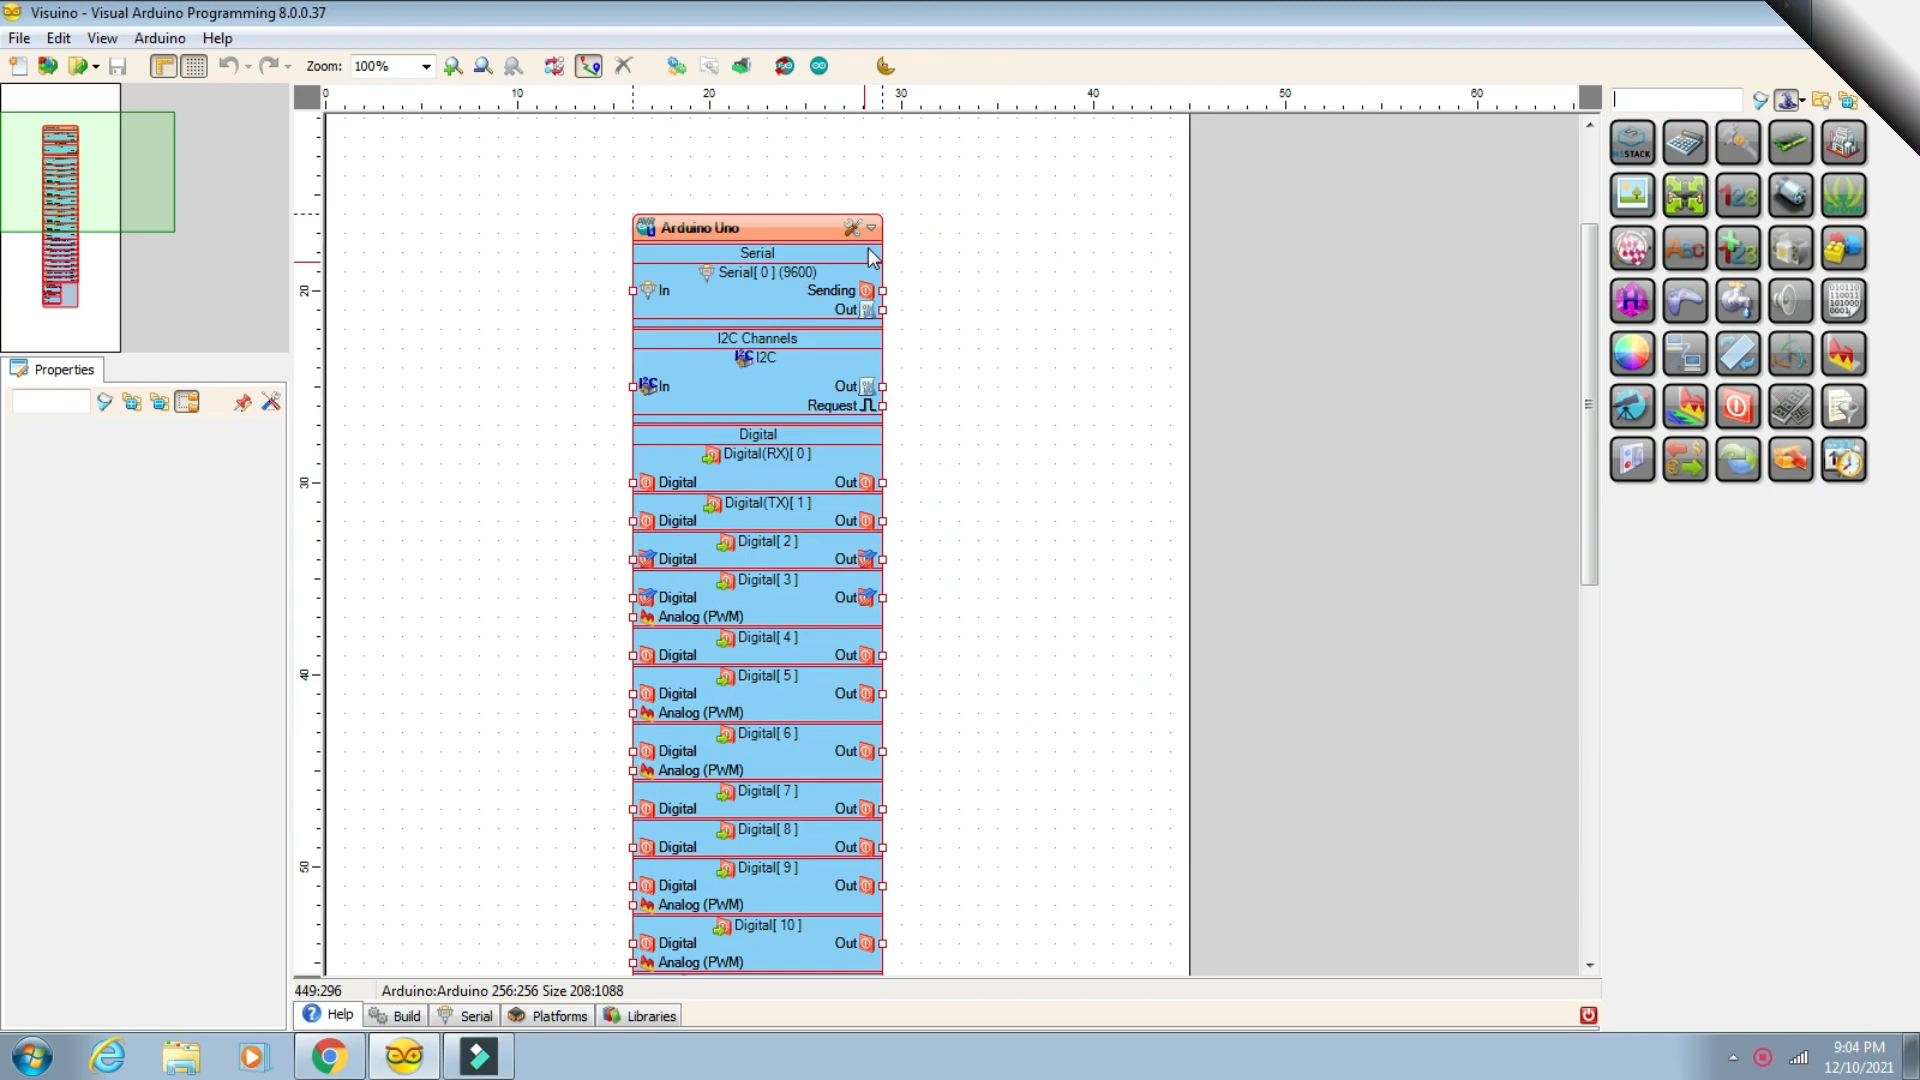 Visuino - Visual Arduino Programming 8.0.0.37
File Edit View Arduino Help
Zoom: 100%
0 10 20 30 40 50 60
Properties
20
30
40
50
Arduino Uno
Serial
Serial[ 0 ] (9600)
In Sending
Out
I2C Channels
I2C
In Out
Request
Digital
Digital(RX)[ 0 ]
Digital Out
Digital(TX)[ 1 ]
Digital Out
Digital[ 2 ]
Digital Out
Digital[ 3 ]
Digital Out
Analog (PWM)
Digital[ 4 ]
Digital Out
Digital[ 5 ]
Digital Out
Analog (PWM)
Digital[ 6 ]
Digital Out
Analog (PWM)
Digital[ 7 ]
Digital Out
Digital[ 8 ]
Digital Out
Digital[ 9 ]
Digital Out
Analog (PWM)
Digital[ 10 ]
Digital Out
Analog (PWM)
449:296 Arduino:Arduino 256:256 Size 208:1088
Help Build Serial Platforms Libraries
9:04 PM
12/10/2021